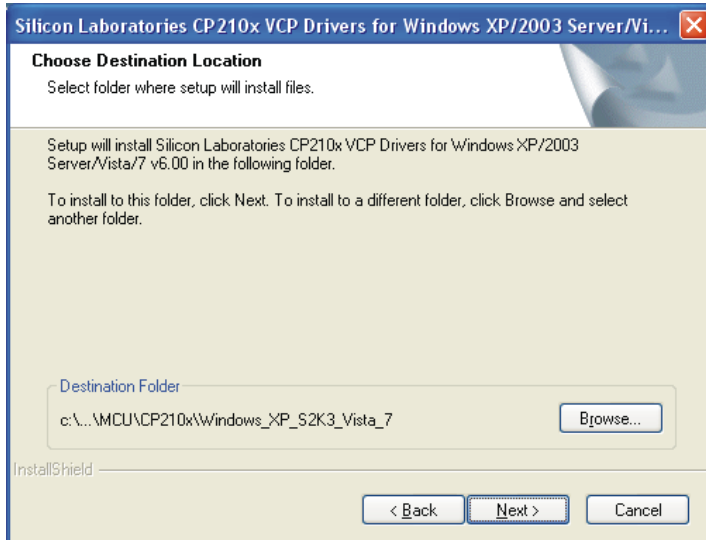 Silicon Laboratories CP210x VCP Drivers for Windows XP/2003 Server/Vi...
Choose Destination Location
Select folder where setup will install files.
Setup will install Silicon Laboratories CP210x VCP Drivers for Windows XP/2003
Server/Vista/7 v6.00 in the following folder.
To install to this folder, click Next. To install to a different folder, click Browse and select
another folder.
Destination Folder
c:\...\MCU\CP210x\Windows_XP_S2K3_Vista_7
Browse...
InstallShield
< Back
Next >
Cancel